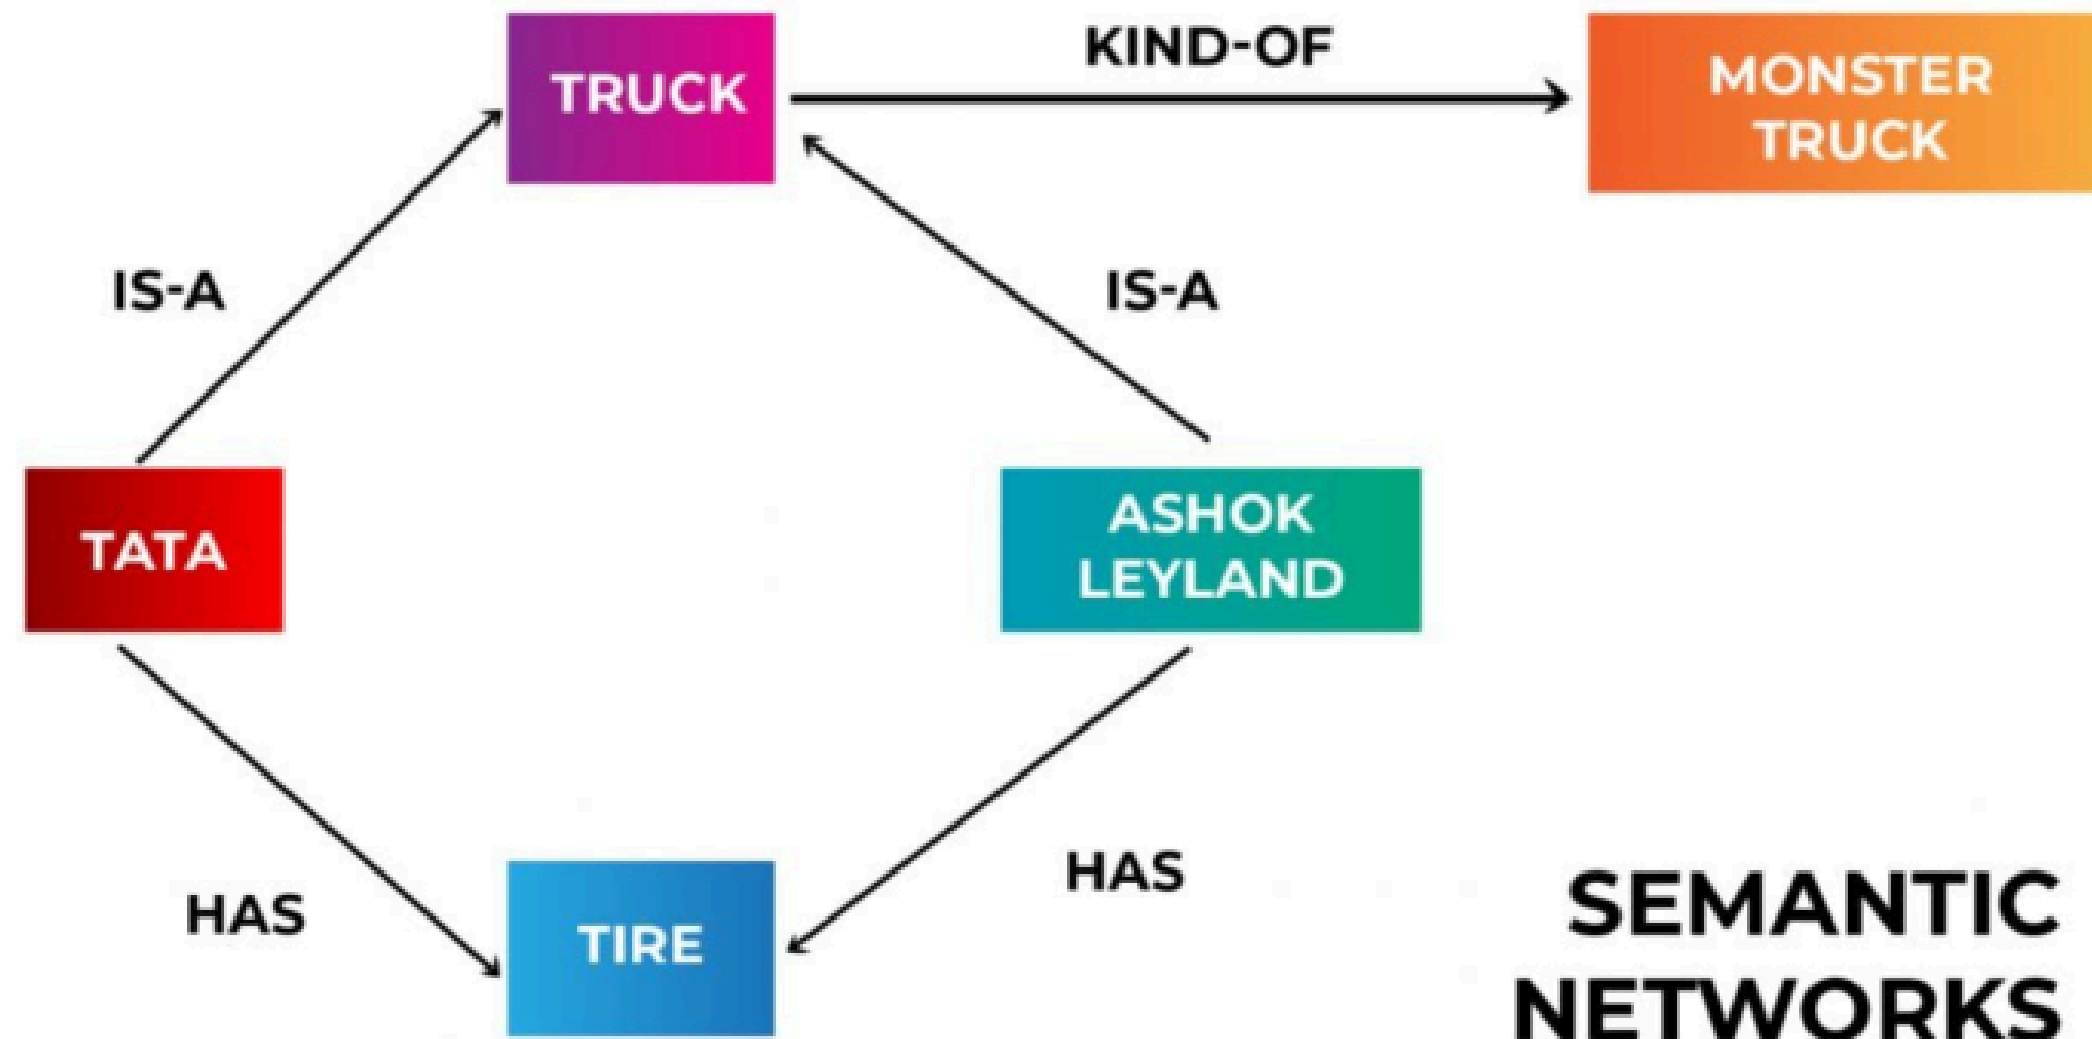 TRUCK
KIND-OF
MONSTER
TRUCK
IS-A
IS-A
TATA
ASHOK
LEYLAND
HAS
HAS
TIRE
SEMANTIC
NETWORKS